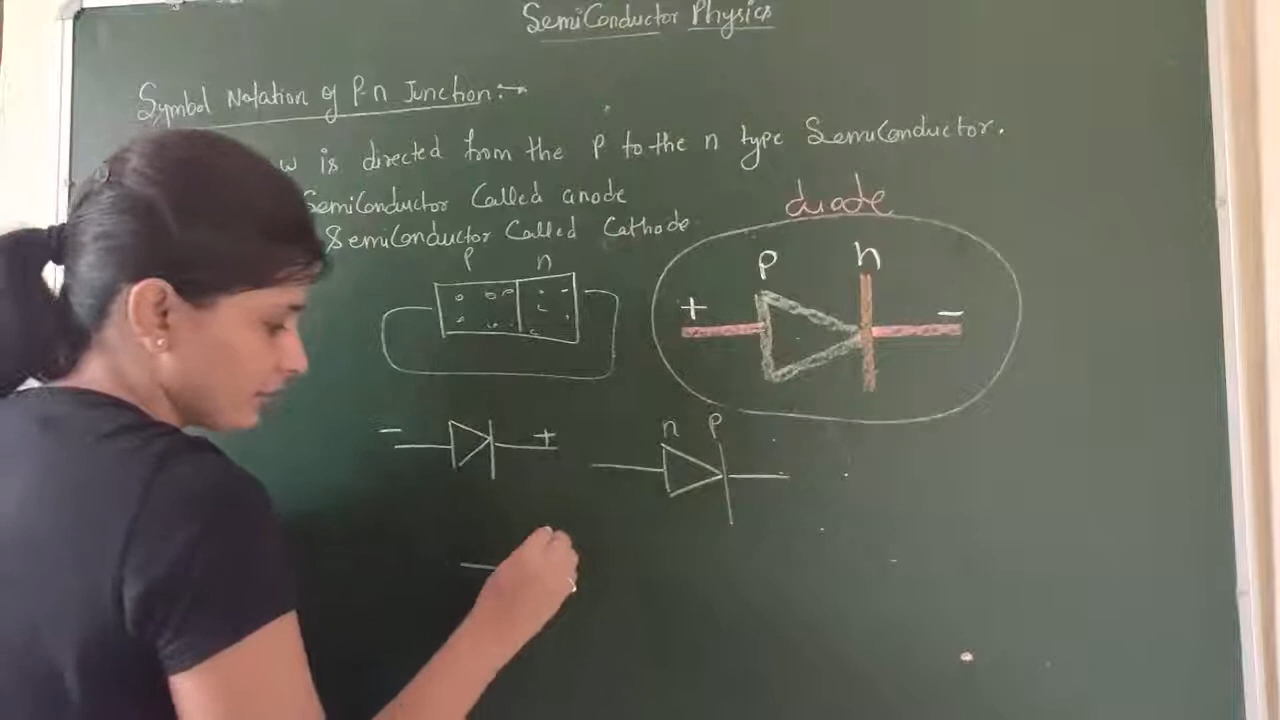 SemiConductor Physics
Symbol Notation of P-n Junction:→
w is directed from the P to the n type Semiconductor.
Semiconductor Called anode
Semiconductor Called Cathode
diode
P n
P n
+ -
- +
n P